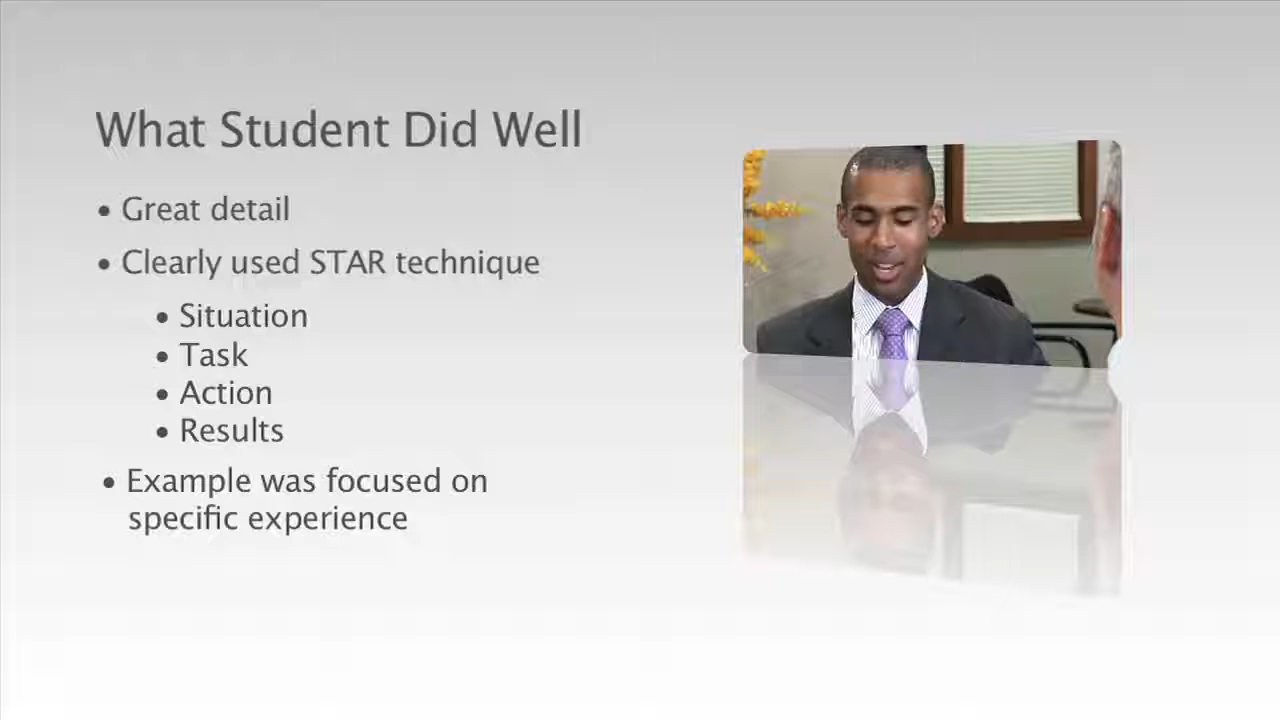 What Student Did Well
• Great detail
• Clearly used STAR technique
• Situation
• Task
• Action
• Results
• Example was focused on
specific experience